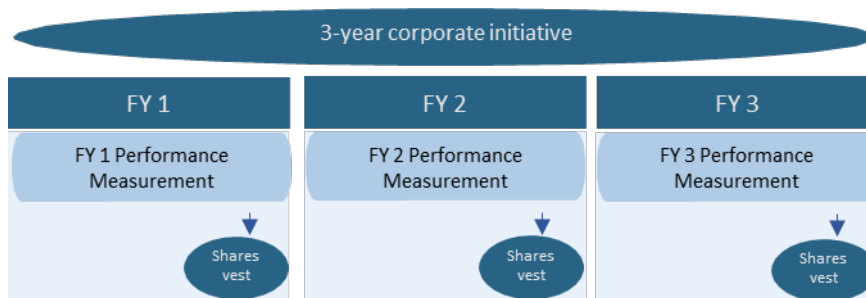 3-year corporate initiative
FY 1
FY 2
FY 3
FY 1 Performance
Measurement
FY 2 Performance
Measurement
FY 3 Performance
Measurement
Shares
vest
Shares
vest
Shares
vest